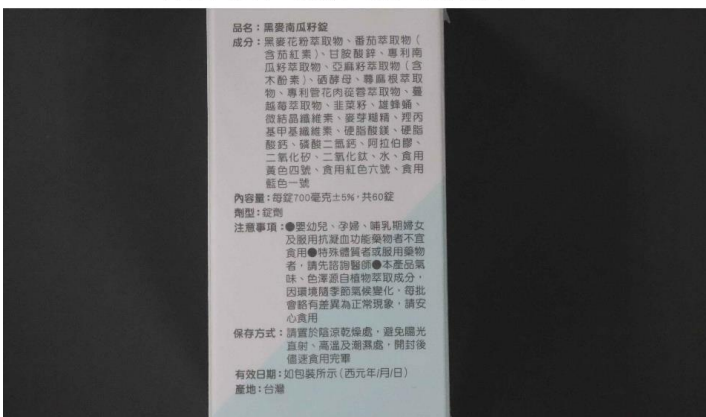 品名：黑麥南瓜籽錠
成分：黑麥花粉萃取物、番茄萃取物（
含茄紅素）、甘胺酸鋅、專利南
瓜籽萃取物、亞麻籽萃取物（含
木酚素）、硒酵母、蕁麻根萃取
物、專利管花肉蓯蓉萃取物、蔓
越莓萃取物、韭菜籽、雄蜂蛹、
微結晶纖維素、麥芽糊精、羥丙
基甲基纖維素、硬脂酸鎂、硬脂
酸鈣、磷酸二氫鈣、阿拉伯膠、
二氧化矽、二氧化鈦、水、食用
黃色四號、食用紅色六號、食用
藍色一號
內容量：每錠700毫克±5%，共60錠
劑型：錠劑
注意事項：●嬰幼兒、孕婦、哺乳期婦女
及服用抗凝血功能藥物者不宜
食用●特殊體質者或服用藥物
者，請先諮詢醫師●本產品氣
味、色澤源自植物萃取成分，
因環境隨季節氣候變化，每批
會略有差異為正常現象，請安
心食用
保存方式：請置於陰涼乾燥處，避免陽光
直射、高溫及潮濕處，開封後
儘速食用完畢
有效日期：如包裝所示（西元年/月/日）
產地：台灣